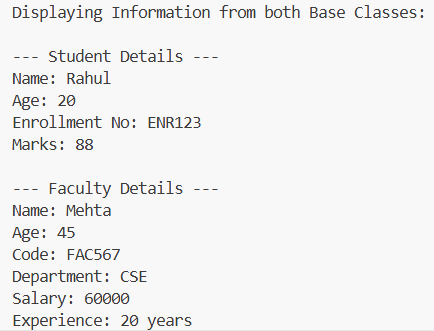 Displaying Information from both Base Classes:
--- Student Details ---
Name: Rahul
Age: 20
Enrollment No: ENR123
Marks: 88
--- Faculty Details ---
Name: Mehta
Age: 45
Code: FAC567
Department: CSE
Salary: 60000
Experience: 20 years